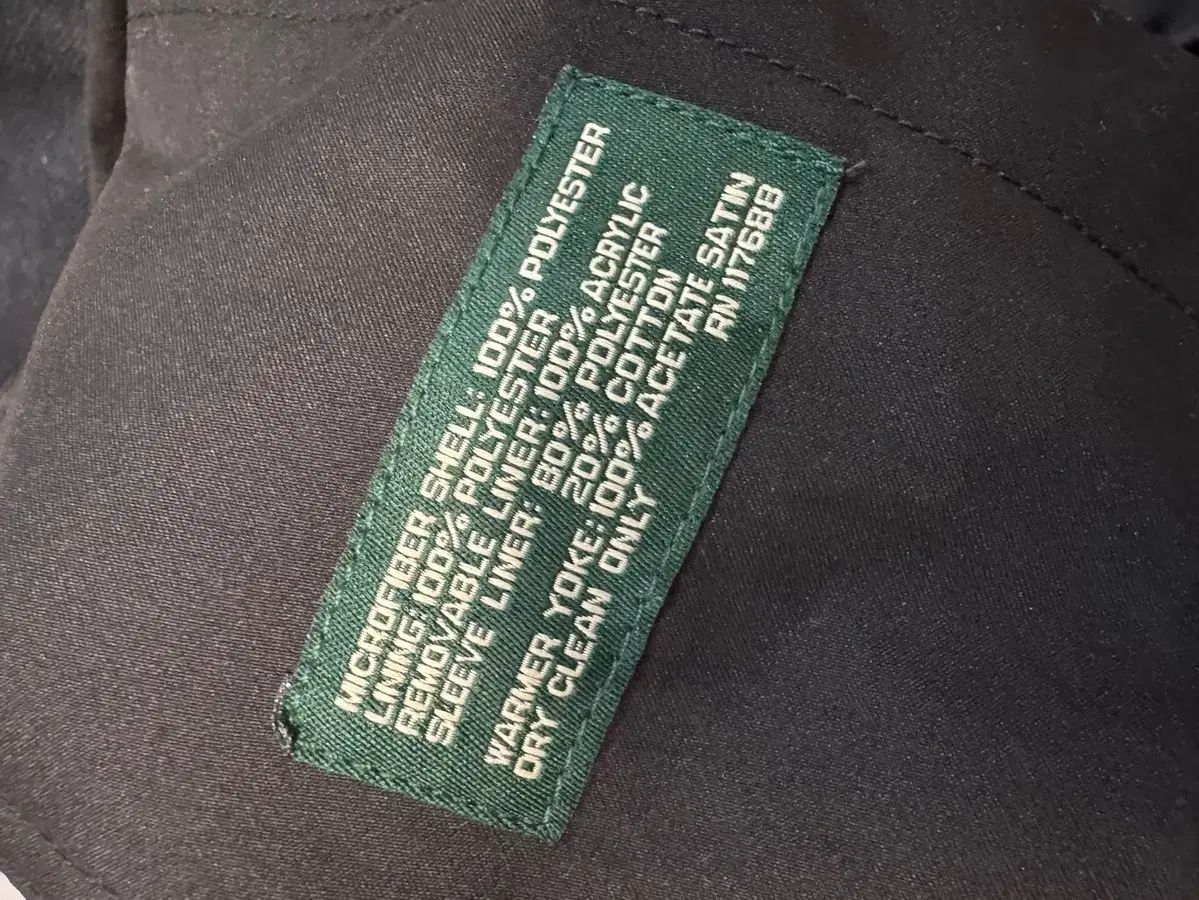 MICROFIBER SHELL: 100% POLYESTER
LINING: 100% POLYESTER
REMOVABLE LINER: 100% ACRYLIC
SLEEVE LINER: 80% POLYESTER
20% COTTON
WARMER YOKE: 100% ACETATE SATIN
DRY CLEAN ONLY RN 117688